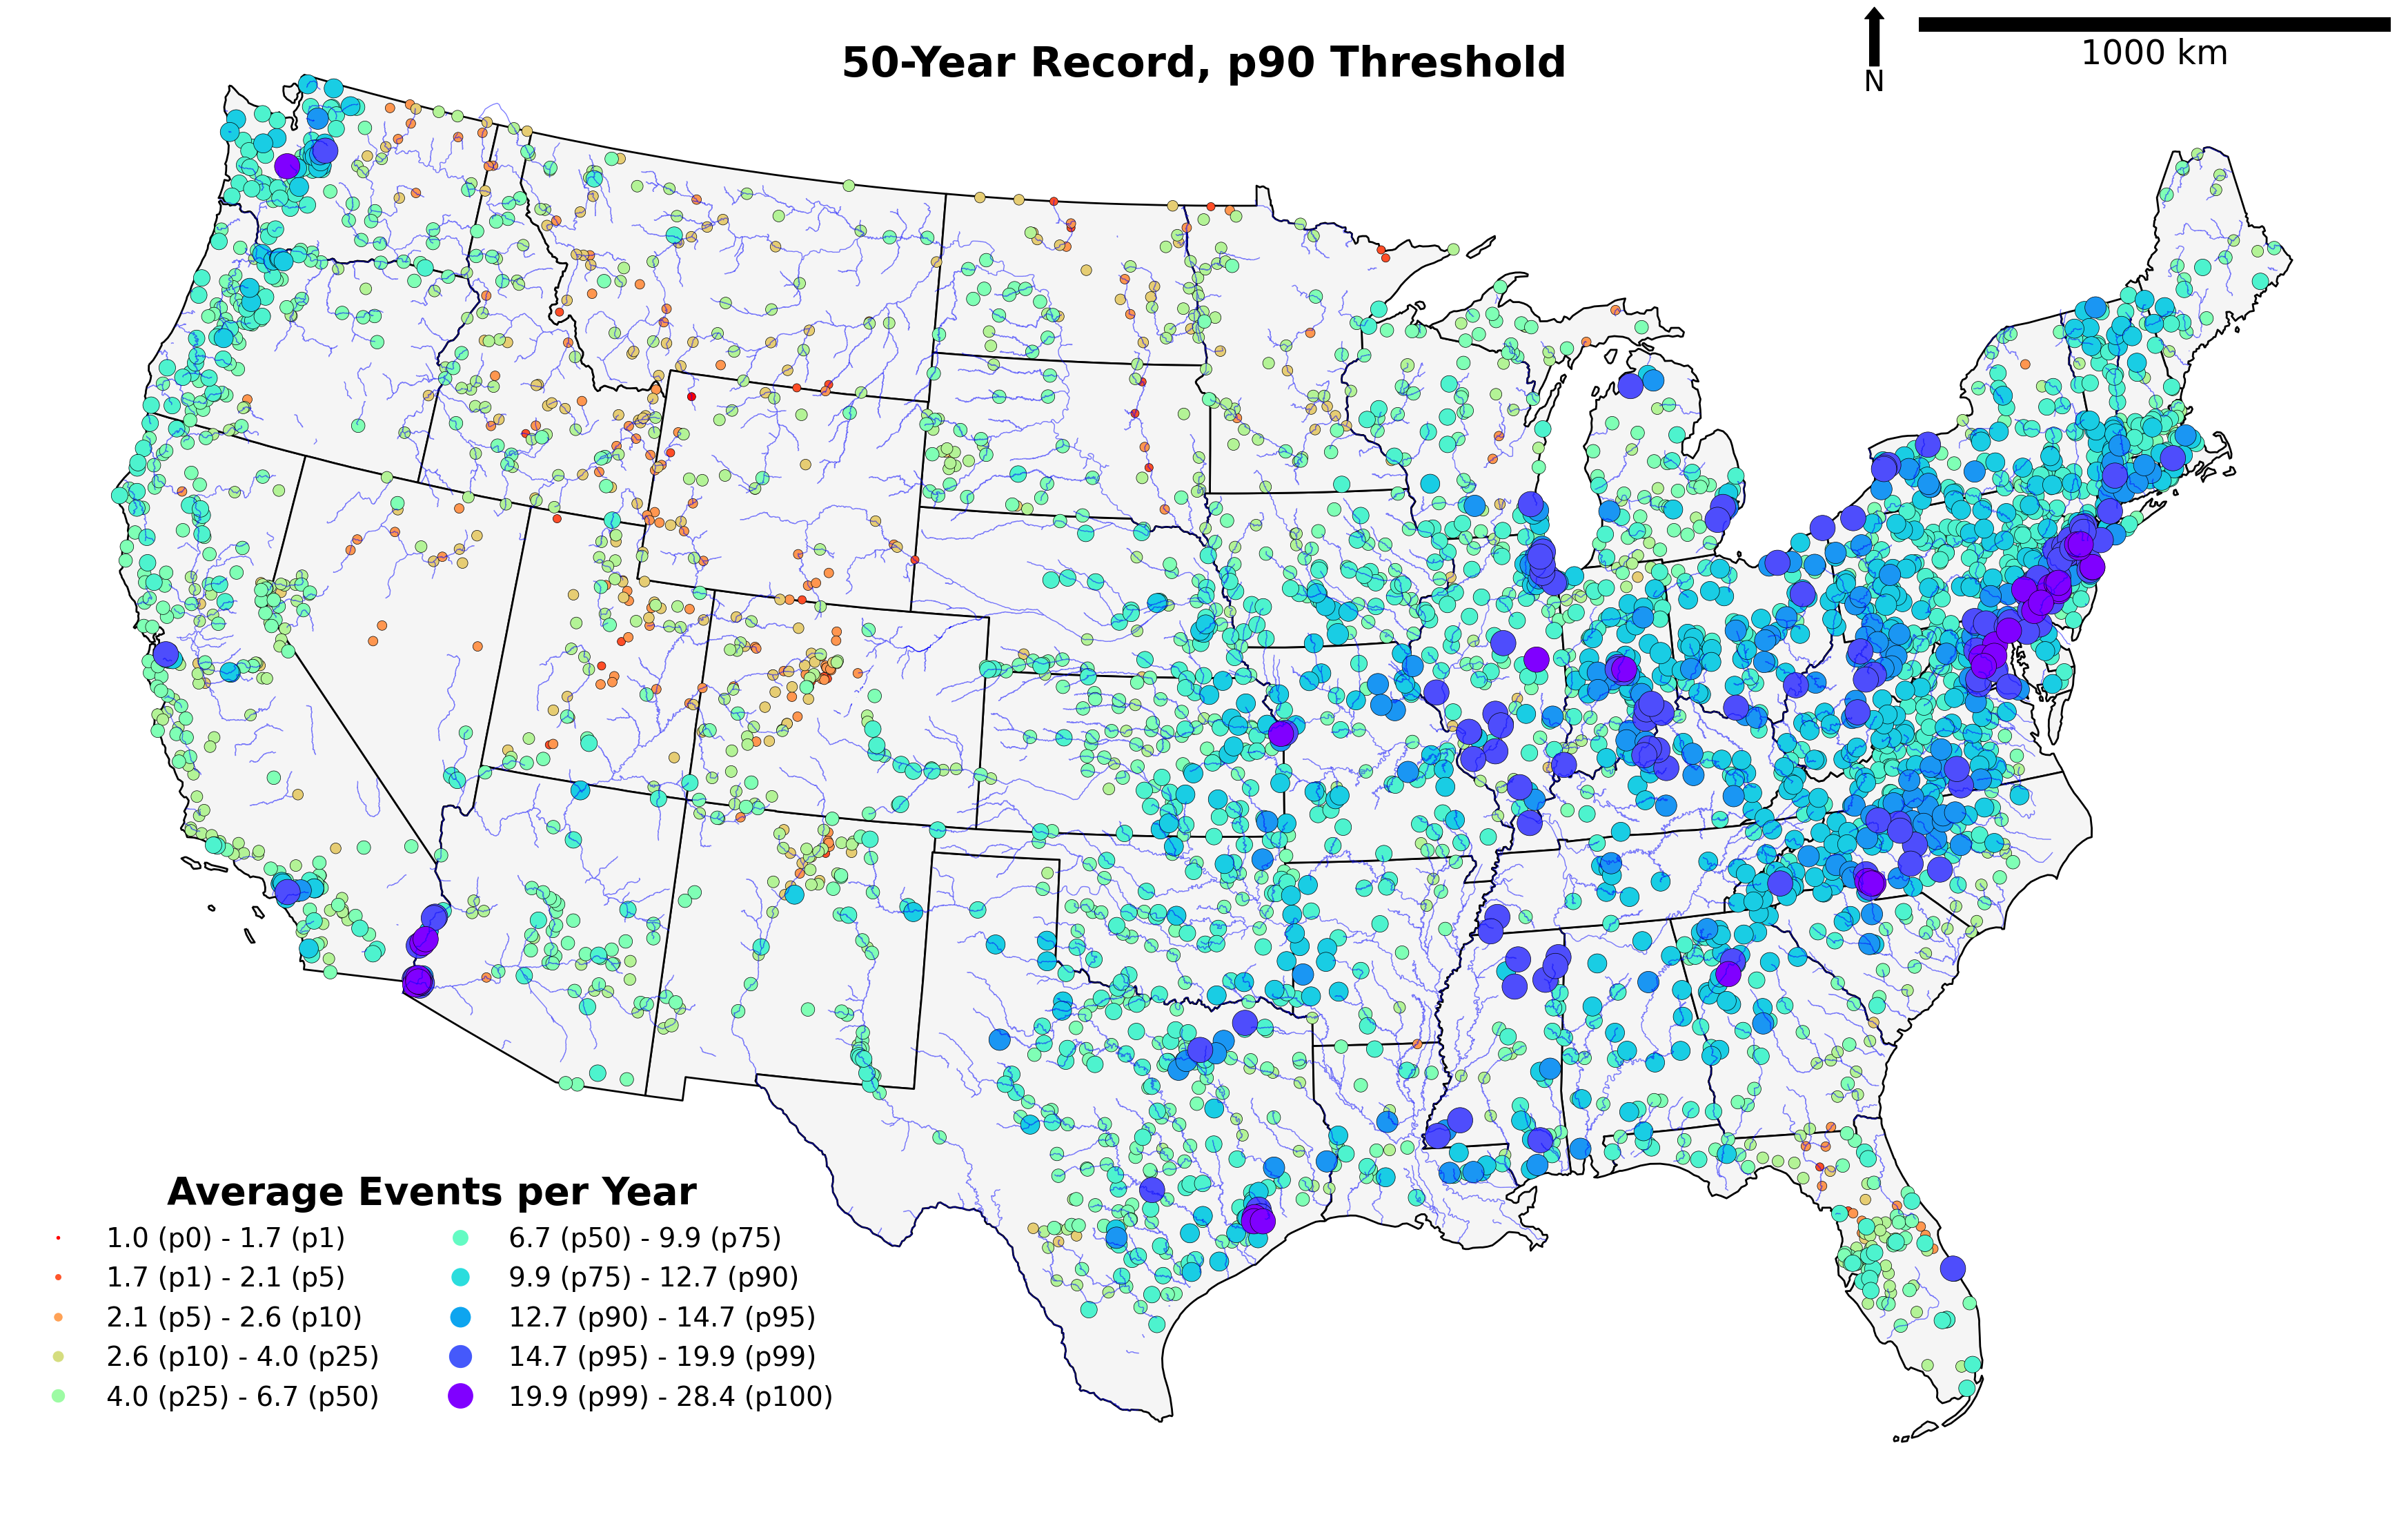 50-Year Record, p90 Threshold
N
1000 km
Average Events per Year
1.0 (p0) - 1.7 (p1)
1.7 (p1) - 2.1 (p5)
2.1 (p5) - 2.6 (p10)
2.6 (p10) - 4.0 (p25)
4.0 (p25) - 6.7 (p50)
6.7 (p50) - 9.9 (p75)
9.9 (p75) - 12.7 (p90)
12.7 (p90) - 14.7 (p95)
14.7 (p95) - 19.9 (p99)
19.9 (p99) - 28.4 (p100)